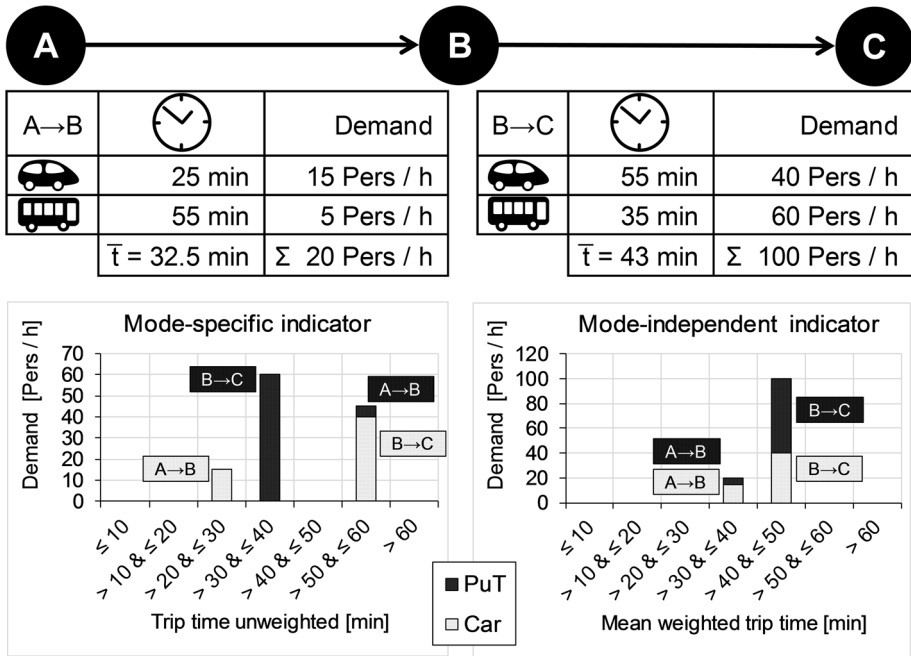 A B C
A→B Demand
25 min 15 Pers / h
55 min 5 Pers / h
t̅ = 32.5 min Σ 20 Pers / h
B→C Demand
55 min 40 Pers / h
35 min 60 Pers / h
t̅ = 43 min Σ 100 Pers / h
Mode-specific indicator
Demand [Pers / h]
70
60
50
40
30
20
10
0
B→C
A→B
A→B
B→C
≤ 10
> 10 & ≤ 20
> 20 & ≤ 30
> 30 & ≤ 40
> 40 & ≤ 50
> 50 & ≤ 60
> 60
Trip time unweighted [min]
PuT
Car
Mode-independent indicator
Demand [Pers / h]
120
100
80
60
40
20
0
A→B
A→B
B→C
B→C
≤ 10
> 10 & ≤ 20
> 20 & ≤ 30
> 30 & ≤ 40
> 40 & ≤ 50
> 50 & ≤ 60
> 60
Mean weighted trip time [min]